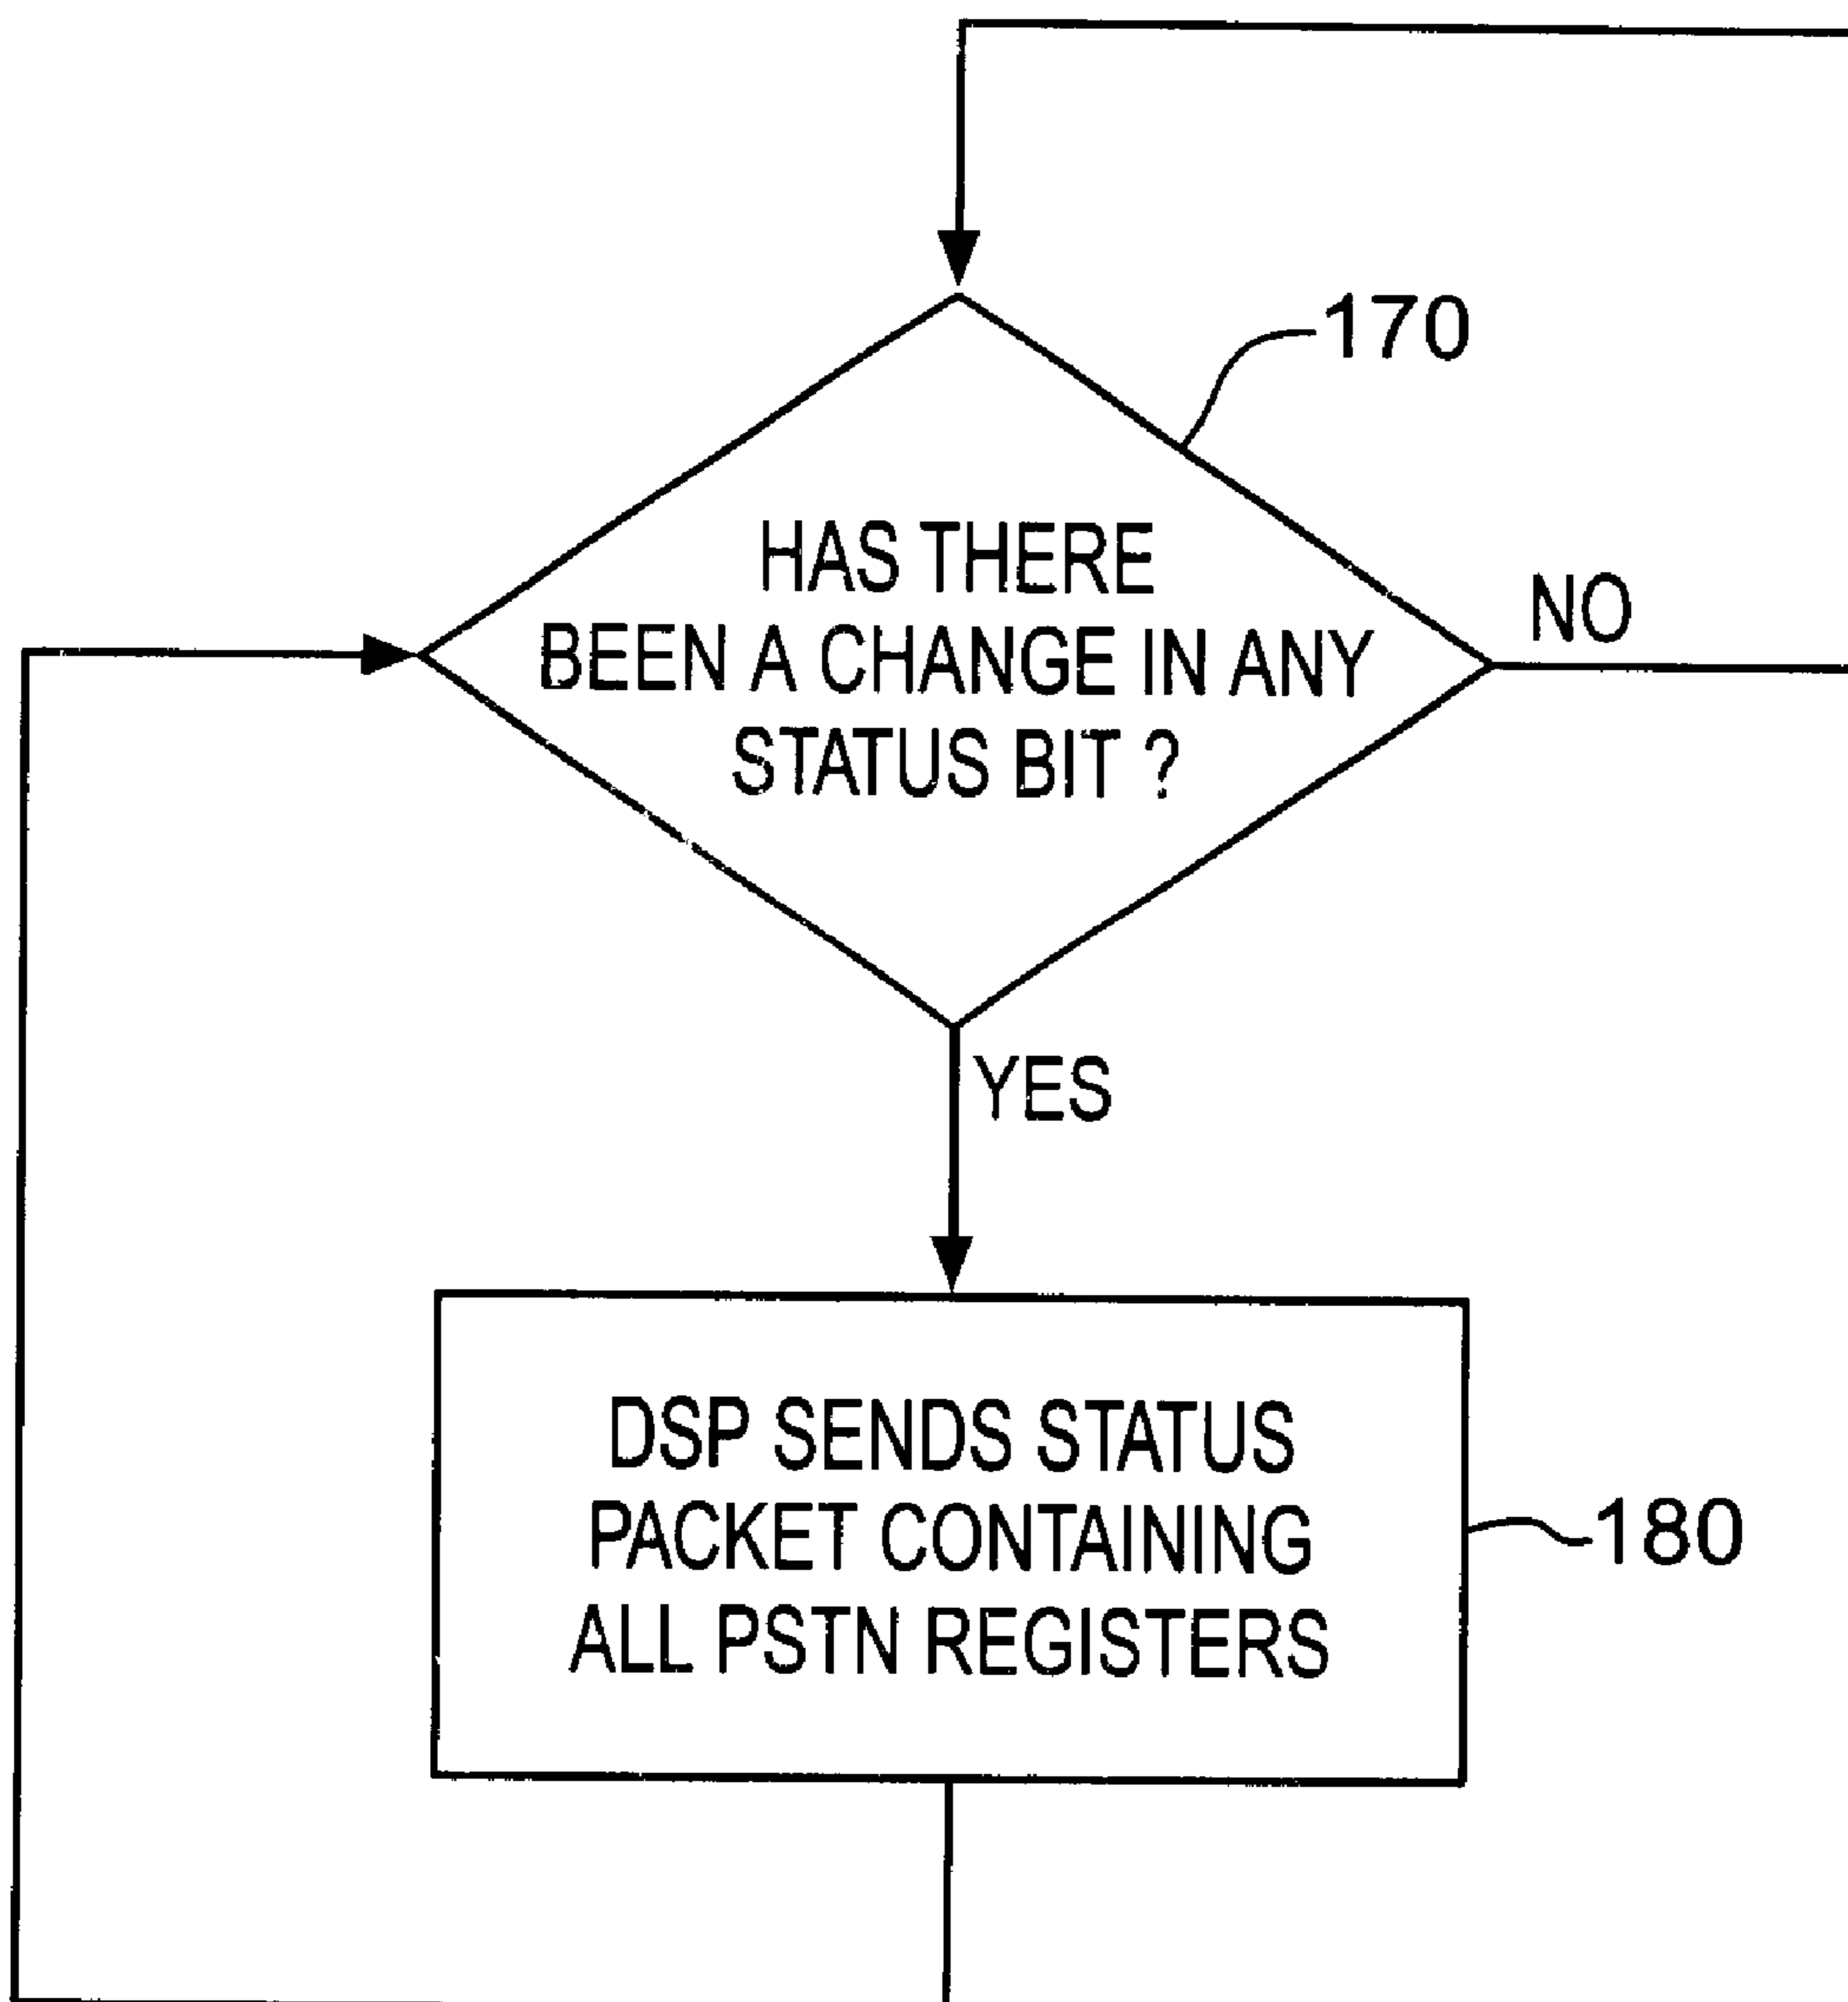 170
HAS THERE
BEEN A CHANGE IN ANY
STATUS BIT ?
NO
YES
DSP SENDS STATUS
PACKET CONTAINING
ALL PSTN REGISTERS
180